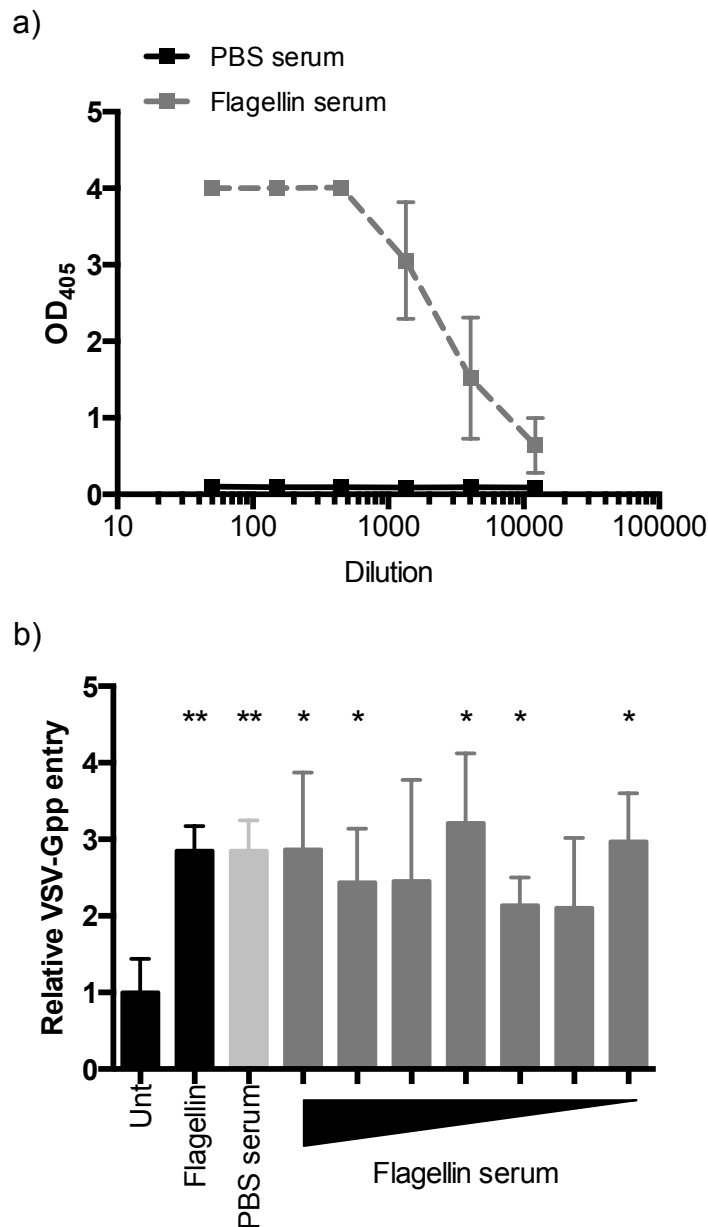 a)
PBS serum
Flagellin serum
5
4
3
2
1
0
OD405
10 100 1000 10000 100000
Dilution
b)
5
4
3
2
1
0
Relative VSV-Gpp entry
** ** * * * * *
Unt
Flagellin
PBS serum
Flagellin serum